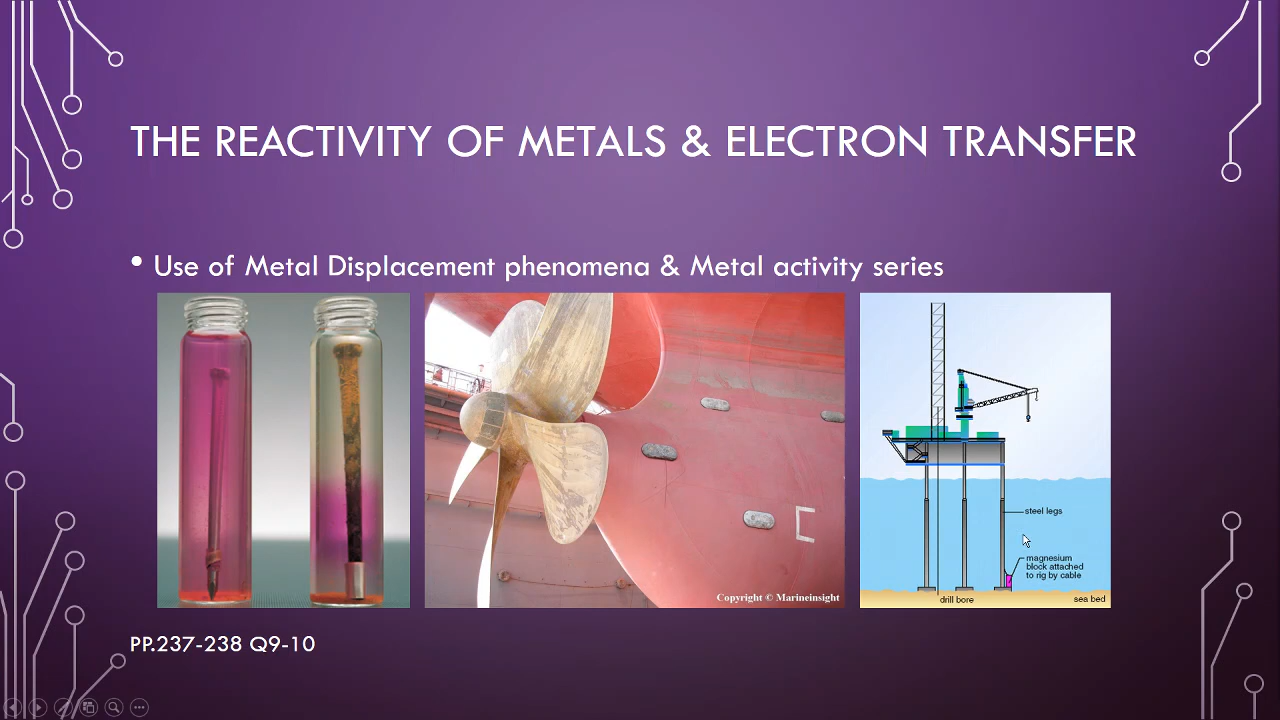 THE REACTIVITY OF METALS & ELECTRON TRANSFER
• Use of Metal Displacement phenomena & Metal activity series
Copyright © Marineinsight
steel legs
magnesium
block attached
to rig by cable
drill bore
sea bed
PP.237-238 Q9-10